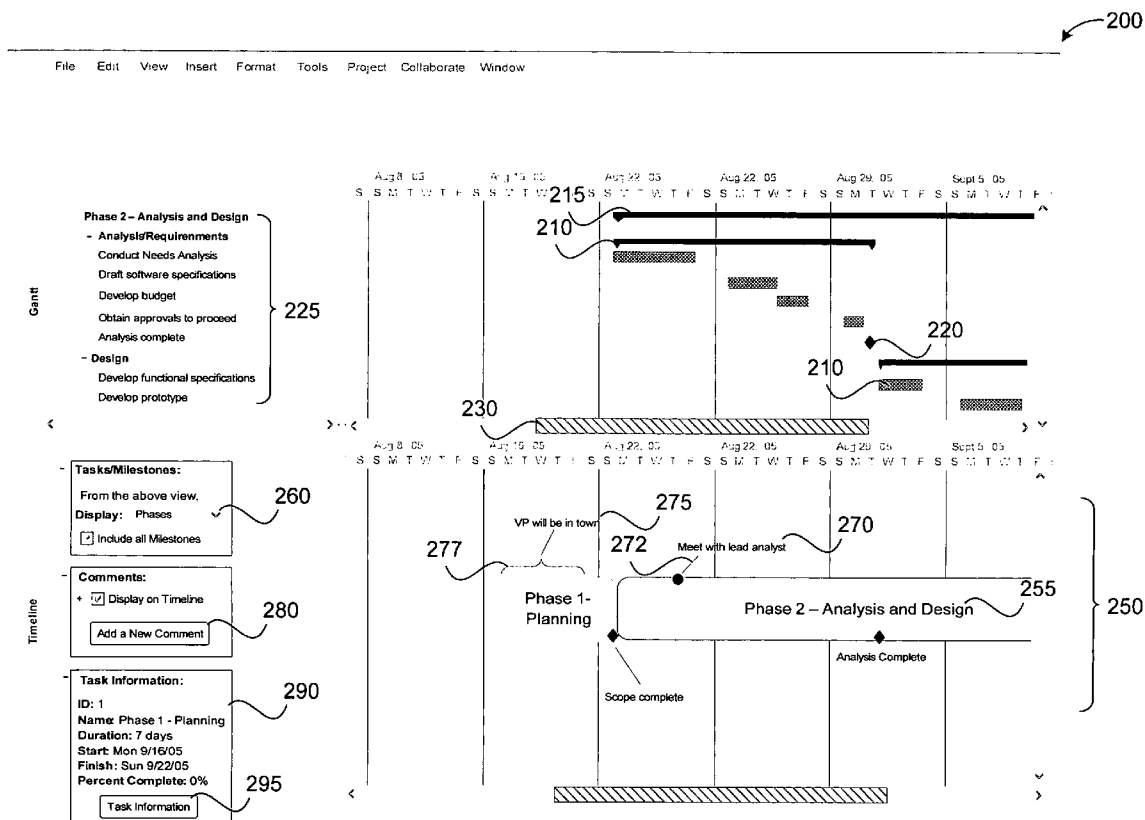 200
File Edit View Insert Format Tools Project Collaborate Window
Aug 8 05 Aug 22 05 Aug 22 05 Aug 29 05 Sept 5 05
S S M T W T F S S M T W S S M T W T F S S M T W T F S S M T W T F S S M T W T F
215
Phase 2 – Analysis and Design
210
– Analysis/Requirenments
Conduct Needs Analysis
Draft software specifications
Develop budget
225
Gantt
Obtain approvals to proceed
Analysis complete
220
– Design
Develop functional specifications
210
Develop prototype
230
Aug 8 05 Aug 15 05 Aug 22 05 Aug 22 05 Aug 29 05 Sept 5 05
S S M T W T F S S M T W T F S S M T W T F S S M T W T F S S M T W T F S S M T W T F
– Tasks/Milestones:
From the above view,
260
Display: Phases
Include all Milestones
275
VP will be in town
270
Meet with lead analyst
272
277
– Comments:
+ Display on Timeline
280
Add a New Comment
Timeline
Phase 1-
Planning
Phase 2 – Analysis and Design
255
250
Analysis Complete
Scope complete
– Task Information:
290
ID: 1
Name: Phase 1 - Planning
Duration: 7 days
Start: Mon 9/16/05
Finish: Sun 9/22/05
Percent Complete: 0%
295
Task Information